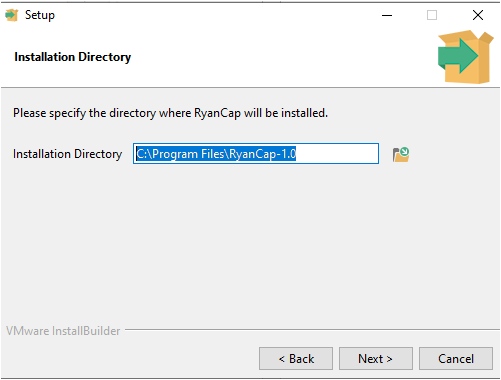 Setup
Installation Directory
Please specify the directory where RyanCap will be installed.
Installation Directory C:\Program Files\RyanCap-1.0
VMware InstallBuilder
< Back Next > Cancel